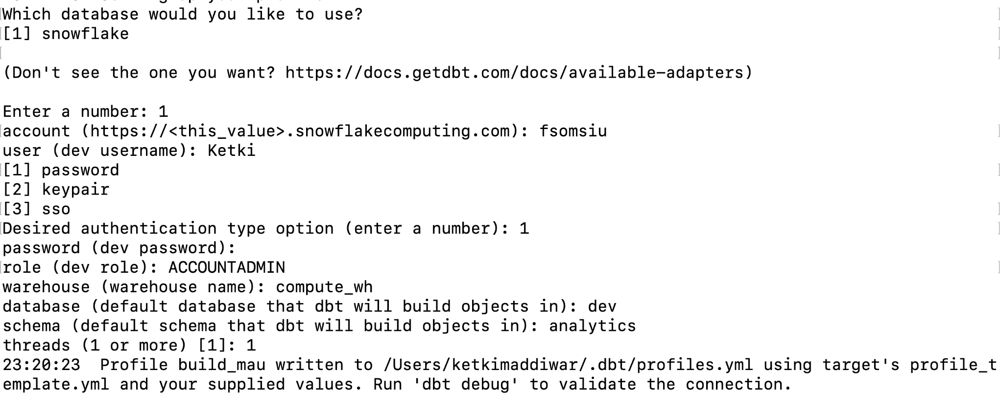 Which database would you like to use?
[1] snowflake
(Don't see the one you want? https://docs.getdbt.com/docs/available-adapters)
Enter a number: 1
account (https://<this_value>.snowflakecomputing.com): fsomsiu
user (dev username): Ketki
[1] password
[2] keypair
[3] sso
Desired authentication type option (enter a number): 1
password (dev password):
role (dev role): ACCOUNTADMIN
warehouse (warehouse name): compute_wh
database (default database that dbt will build objects in): dev
schema (default schema that dbt will build objects in): analytics
threads (1 or more) [1]: 1
23:20:23  Profile build_mau written to /Users/ketkimaddiwar/.dbt/profiles.yml using target's profile_t
emplate.yml and your supplied values. Run 'dbt debug' to validate the connection.